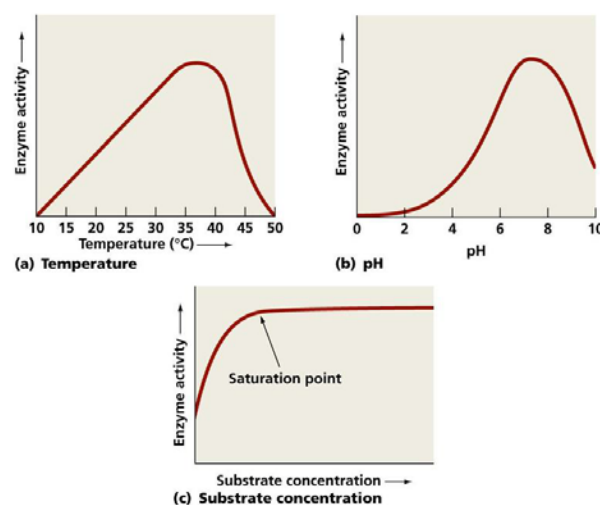 Enzyme activity →
10 15 20 25 30 35 40 45 50
Temperature (°C) →
(a) Temperature
Enzyme activity →
0 2 4 6 8 10
pH
(b) pH
Enzyme activity →
Saturation point
Substrate concentration →
(c) Substrate concentration